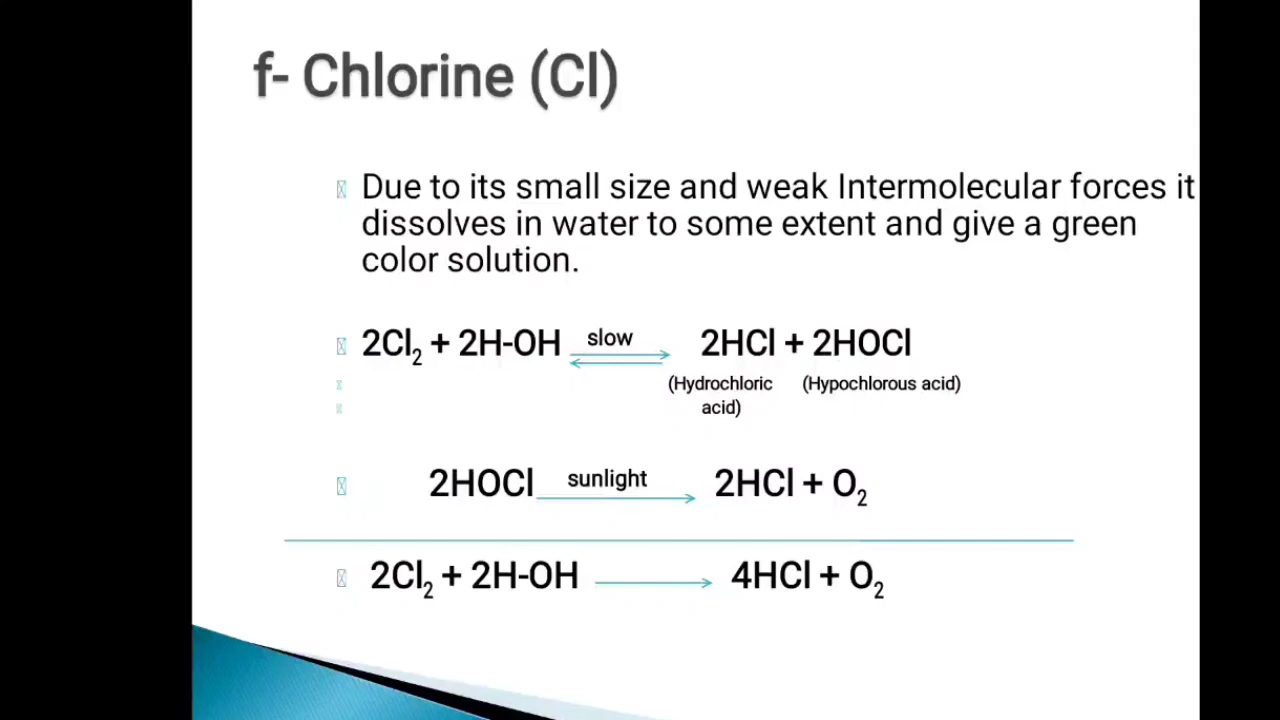 f- Chlorine (Cl)
Due to its small size and weak Intermolecular forces it
dissolves in water to some extent and give a green
color solution.
2Cl₂ + 2H-OH slow ⇌ 2HCl + 2HOCl
(Hydrochloric acid) (Hypochlorous acid)
2HOCl sunlight → 2HCl + O₂
2Cl₂ + 2H-OH → 4HCl + O₂